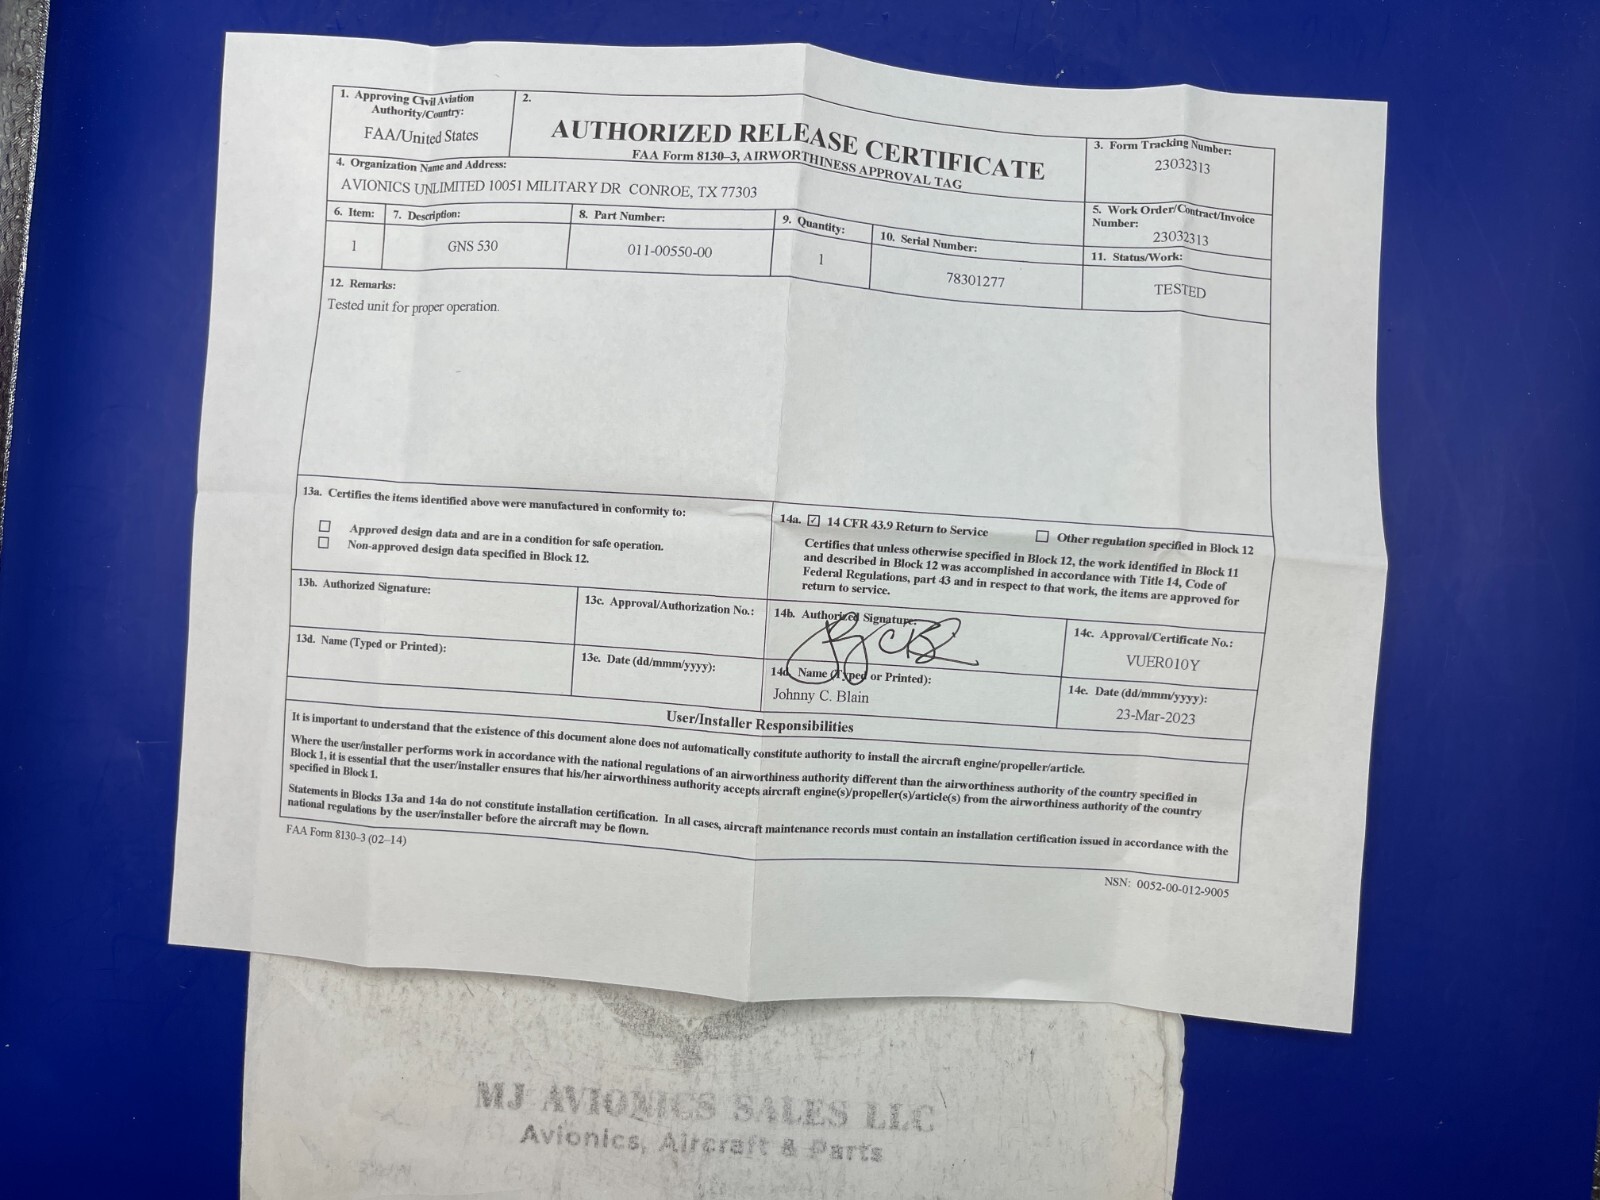 1. Approving Civil Aviation
Authority/Country:
FAA/United States
2.
AUTHORIZED RELEASE CERTIFICATE
FAA Form 8130–3, AIRWORTHINESS APPROVAL TAG
3. Form Tracking Number:
23032313
4. Organization Name and Address:
AVIONICS UNLIMITED 10051 MILITARY DR CONROE, TX 77303
5. Work Order/Contract/Invoice
Number:
23032313
6. Item:
1
7. Description:
GNS 530
8. Part Number:
011-00550-00
9. Quantity:
1
10. Serial Number:
78301277
11. Status/Work:
TESTED
12. Remarks:
Tested unit for proper operation.
13a. Certifies the items identified above were manufactured in conformity to:
Approved design data and are in a condition for safe operation.
Non-approved design data specified in Block 12.
14a. ☑ 14 CFR 43.9 Return to Service ☐ Other regulation specified in Block 12
Certifies that unless otherwise specified in Block 12, the work identified in Block 11
and described in Block 12 was accomplished in accordance with Title 14, Code of
Federal Regulations, part 43 and in respect to that work, the items are approved for
return to service.
13b. Authorized Signature:
13c. Approval/Authorization No.:
14b. Authorized Signature:
14c. Approval/Certificate No.:
VUER010Y
13d. Name (Typed or Printed):
13e. Date (dd/mmm/yyyy):
14d. Name (Typed or Printed):
Johnny C. Blain
14e. Date (dd/mmm/yyyy):
23-Mar-2023
User/Installer Responsibilities
It is important to understand that the existence of this document alone does not automatically constitute authority to install the aircraft engine/propeller/article.
Where the user/installer performs work in accordance with the national regulations of an airworthiness authority different than the airworthiness authority of the country specified in
Block 1, it is essential that the user/installer ensures that his/her airworthiness authority accepts aircraft engine(s)/propeller(s)/article(s) from the airworthiness authority of the country
specified in Block 1.
Statements in Blocks 13a and 14a do not constitute installation certification. In all cases, aircraft maintenance records must contain an installation certification issued in accordance with the
national regulations by the user/installer before the aircraft may be flown.
FAA Form 8130–3 (02–14)
NSN: 0052-00-012-9005
MJ AVIONICS SALES LLC
Avionics, Aircraft & Parts